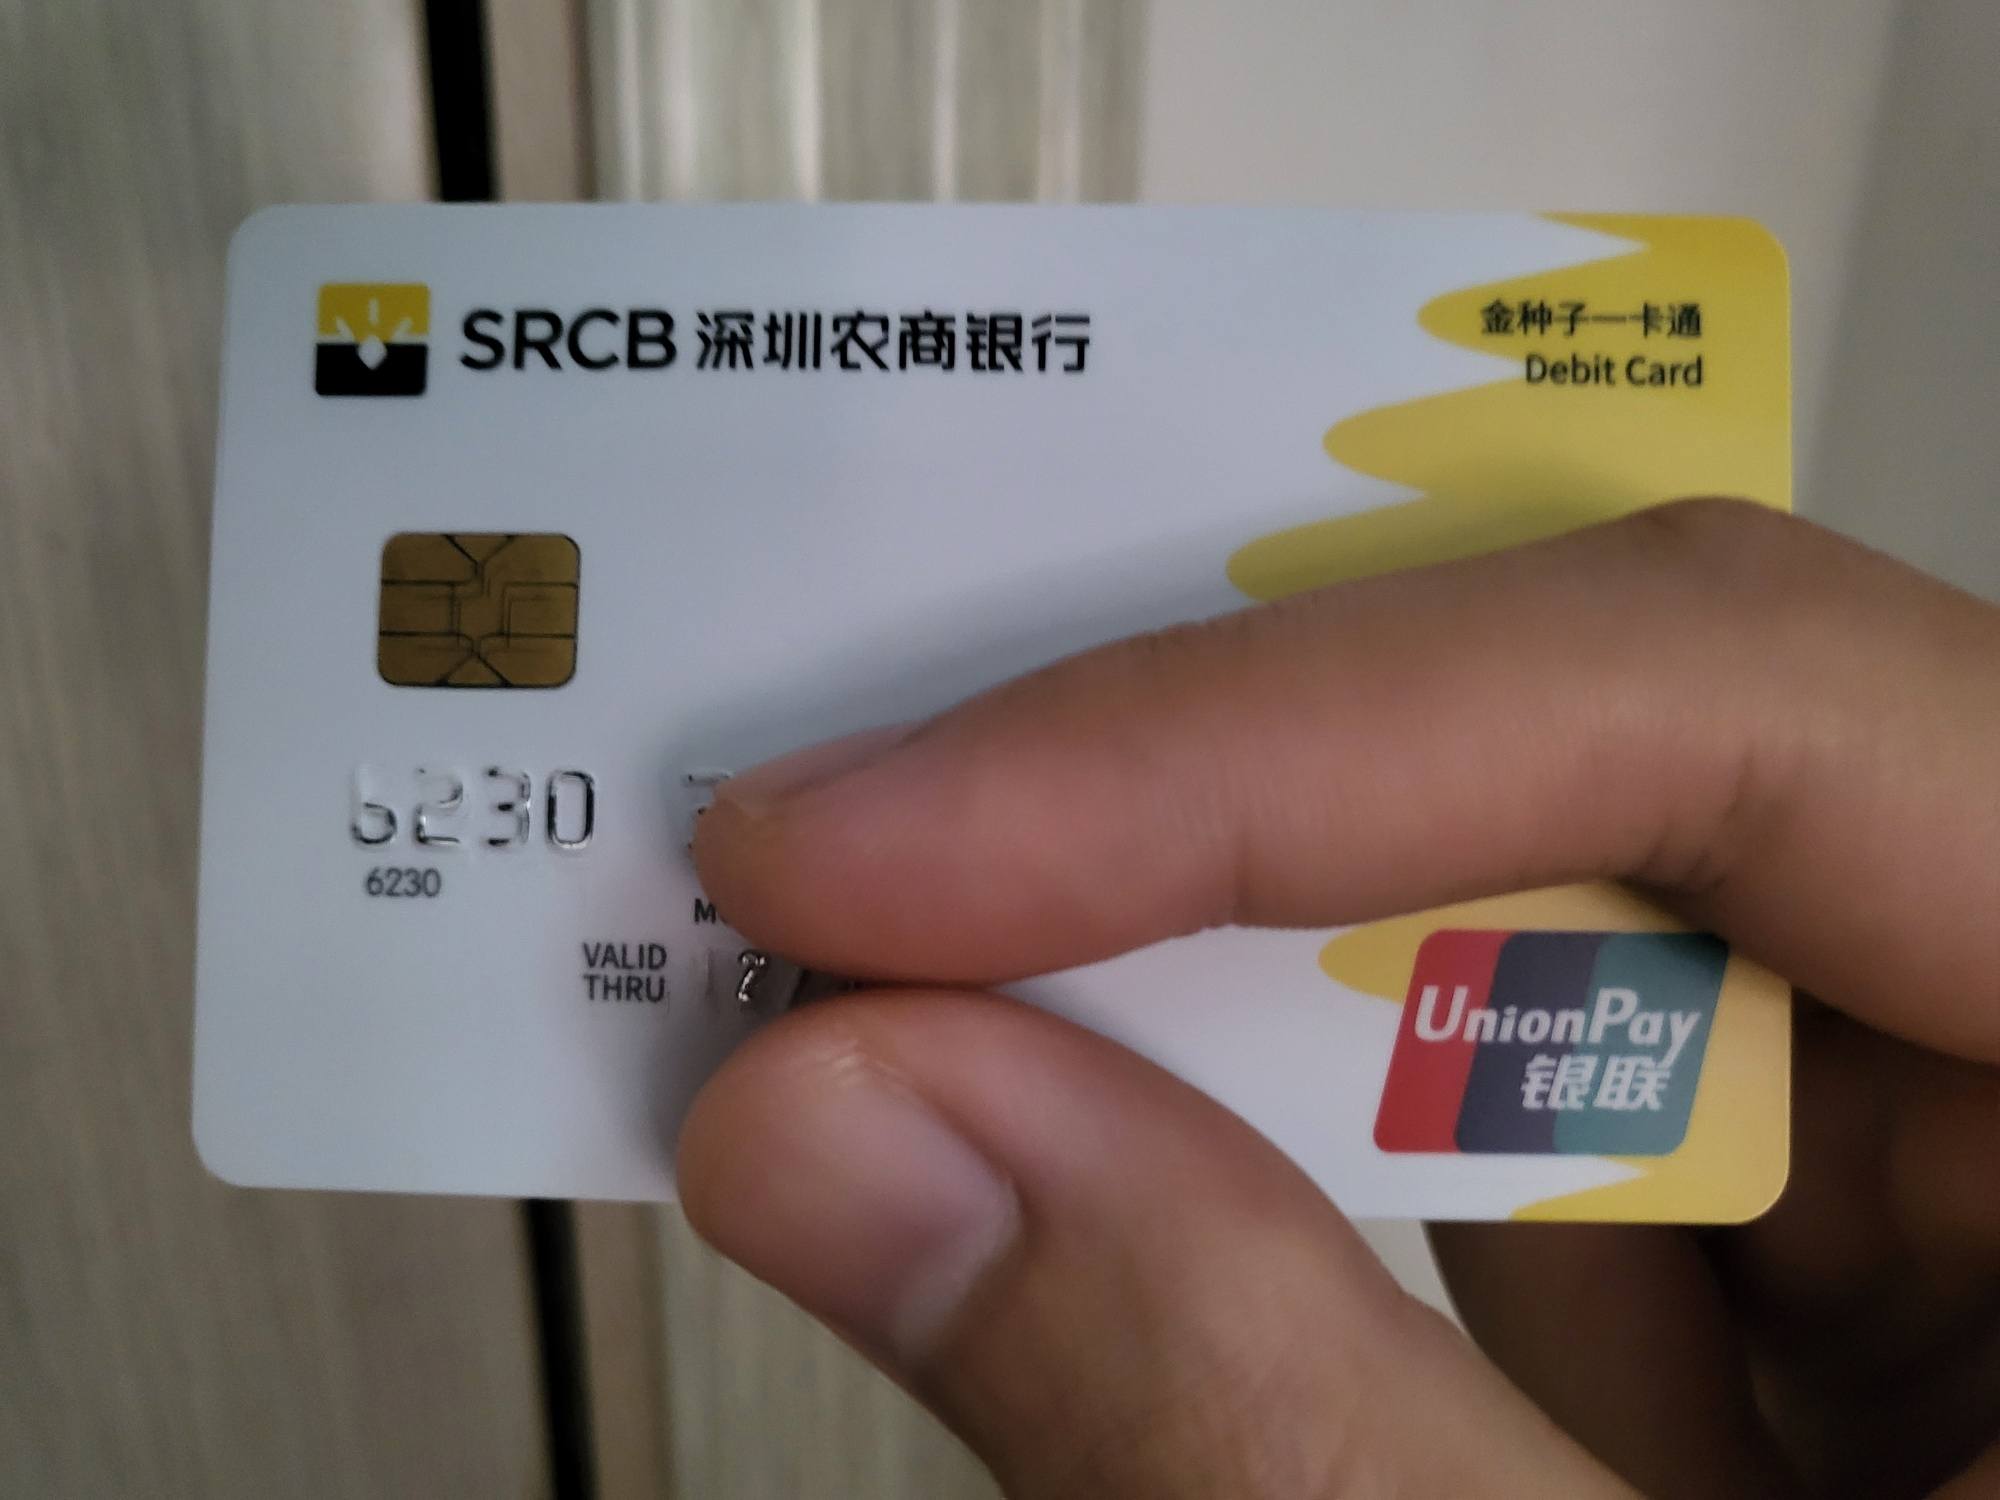 SRCB 深圳农商银行
金种子一卡通
Debit Card
6230
6230
VALID
THRU
UnionPay
银联